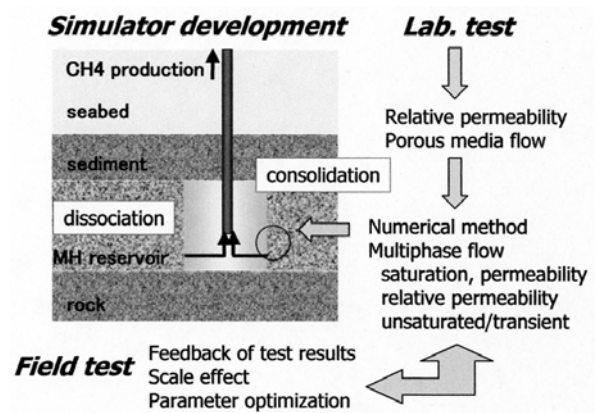 Simulator development
Lab. test
CH4 production
seabed
sediment
consolidation
dissociation
MH reservoir
rock
Relative permeability
Porous media flow
Numerical method
Multiphase flow
saturation, permeability
relative permeability
unsaturated/transient
Field test
Feedback of test results
Scale effect
Parameter optimization